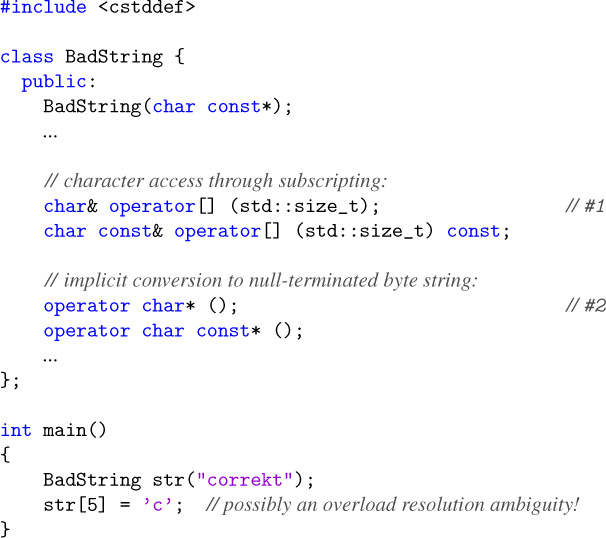 #include <cstddef>
class BadString {
public:
BadString(char const*);
...
// character access through subscripting:
char& operator[] (std::size_t); // #1
char const& operator[] (std::size_t) const;
// implicit conversion to null-terminated byte string:
operator char* (); // #2
operator char const* ();
...
};
int main()
{
BadString str("correkt");
str[5] = ’c’; // possibly an overload resolution ambiguity!
}